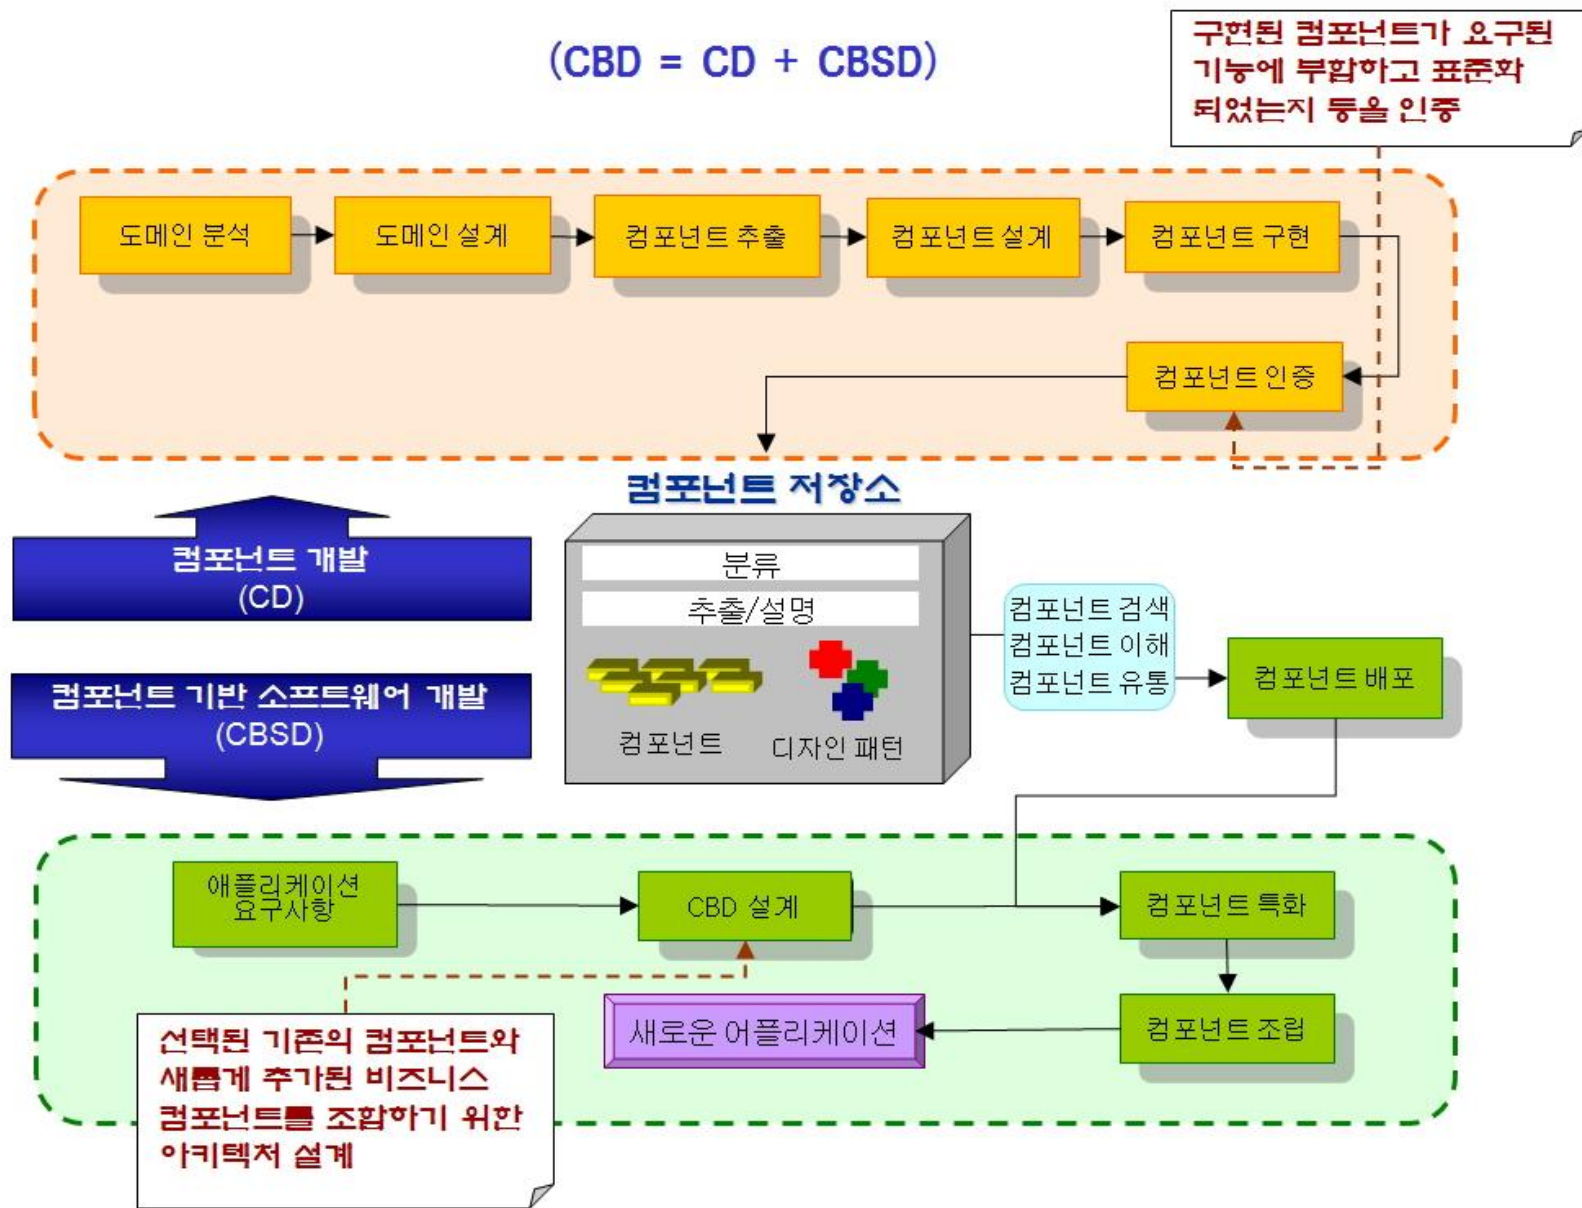 (CBD = CD + CBSD)
구현된 컴포넌트가 요구된
기능에 부합하고 표준화
되었는지 등을 인증
도메인 분석
도메인 설계
컴포넌트 추출
컴포넌트 설계
컴포넌트 구현
컴포넌트 인증
컴포넌트 저장소
컴포넌트 개발
(CD)
분류
추출/설명
컴포넌트
디자인 패턴
컴포넌트 검색
컴포넌트 이해
컴포넌트 유통
컴포넌트 배포
컴포넌트 기반 소프트웨어 개발
(CBSD)
애플리케이션
요구사항
CBD 설계
컴포넌트 특화
새로운 어플리케이션
컴포넌트 조립
선택된 기존의 컴포넌트와
새롭게 추가된 비즈니스
컴포넌트를 조합하기 위한
아키텍처 설계